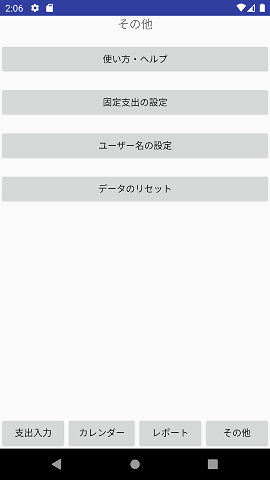 2:06
その他
使い方・ヘルプ
固定支出の設定
ユーザー名の設定
データのリセット
支出入力 カレンダー レポート その他